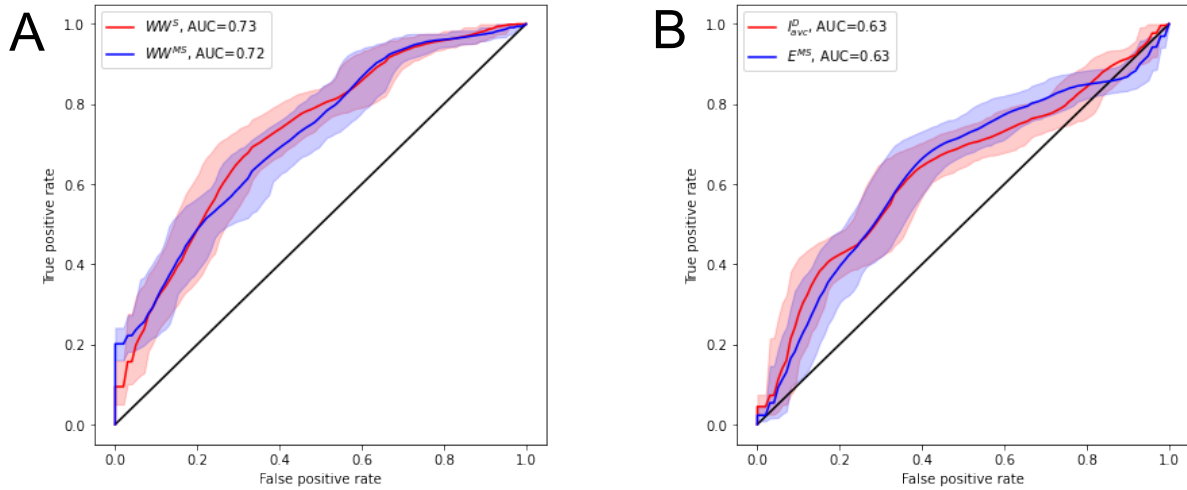 A
WW^S, AUC=0.73
WW^MS, AUC=0.72
1.0
0.8
0.6
0.4
0.2
0.0
True positive rate
0.0 0.2 0.4 0.6 0.8 1.0
False positive rate
B
I^D_avc, AUC=0.63
E^MS, AUC=0.63
1.0
0.8
0.6
0.4
0.2
0.0
True positive rate
0.0 0.2 0.4 0.6 0.8 1.0
False positive rate